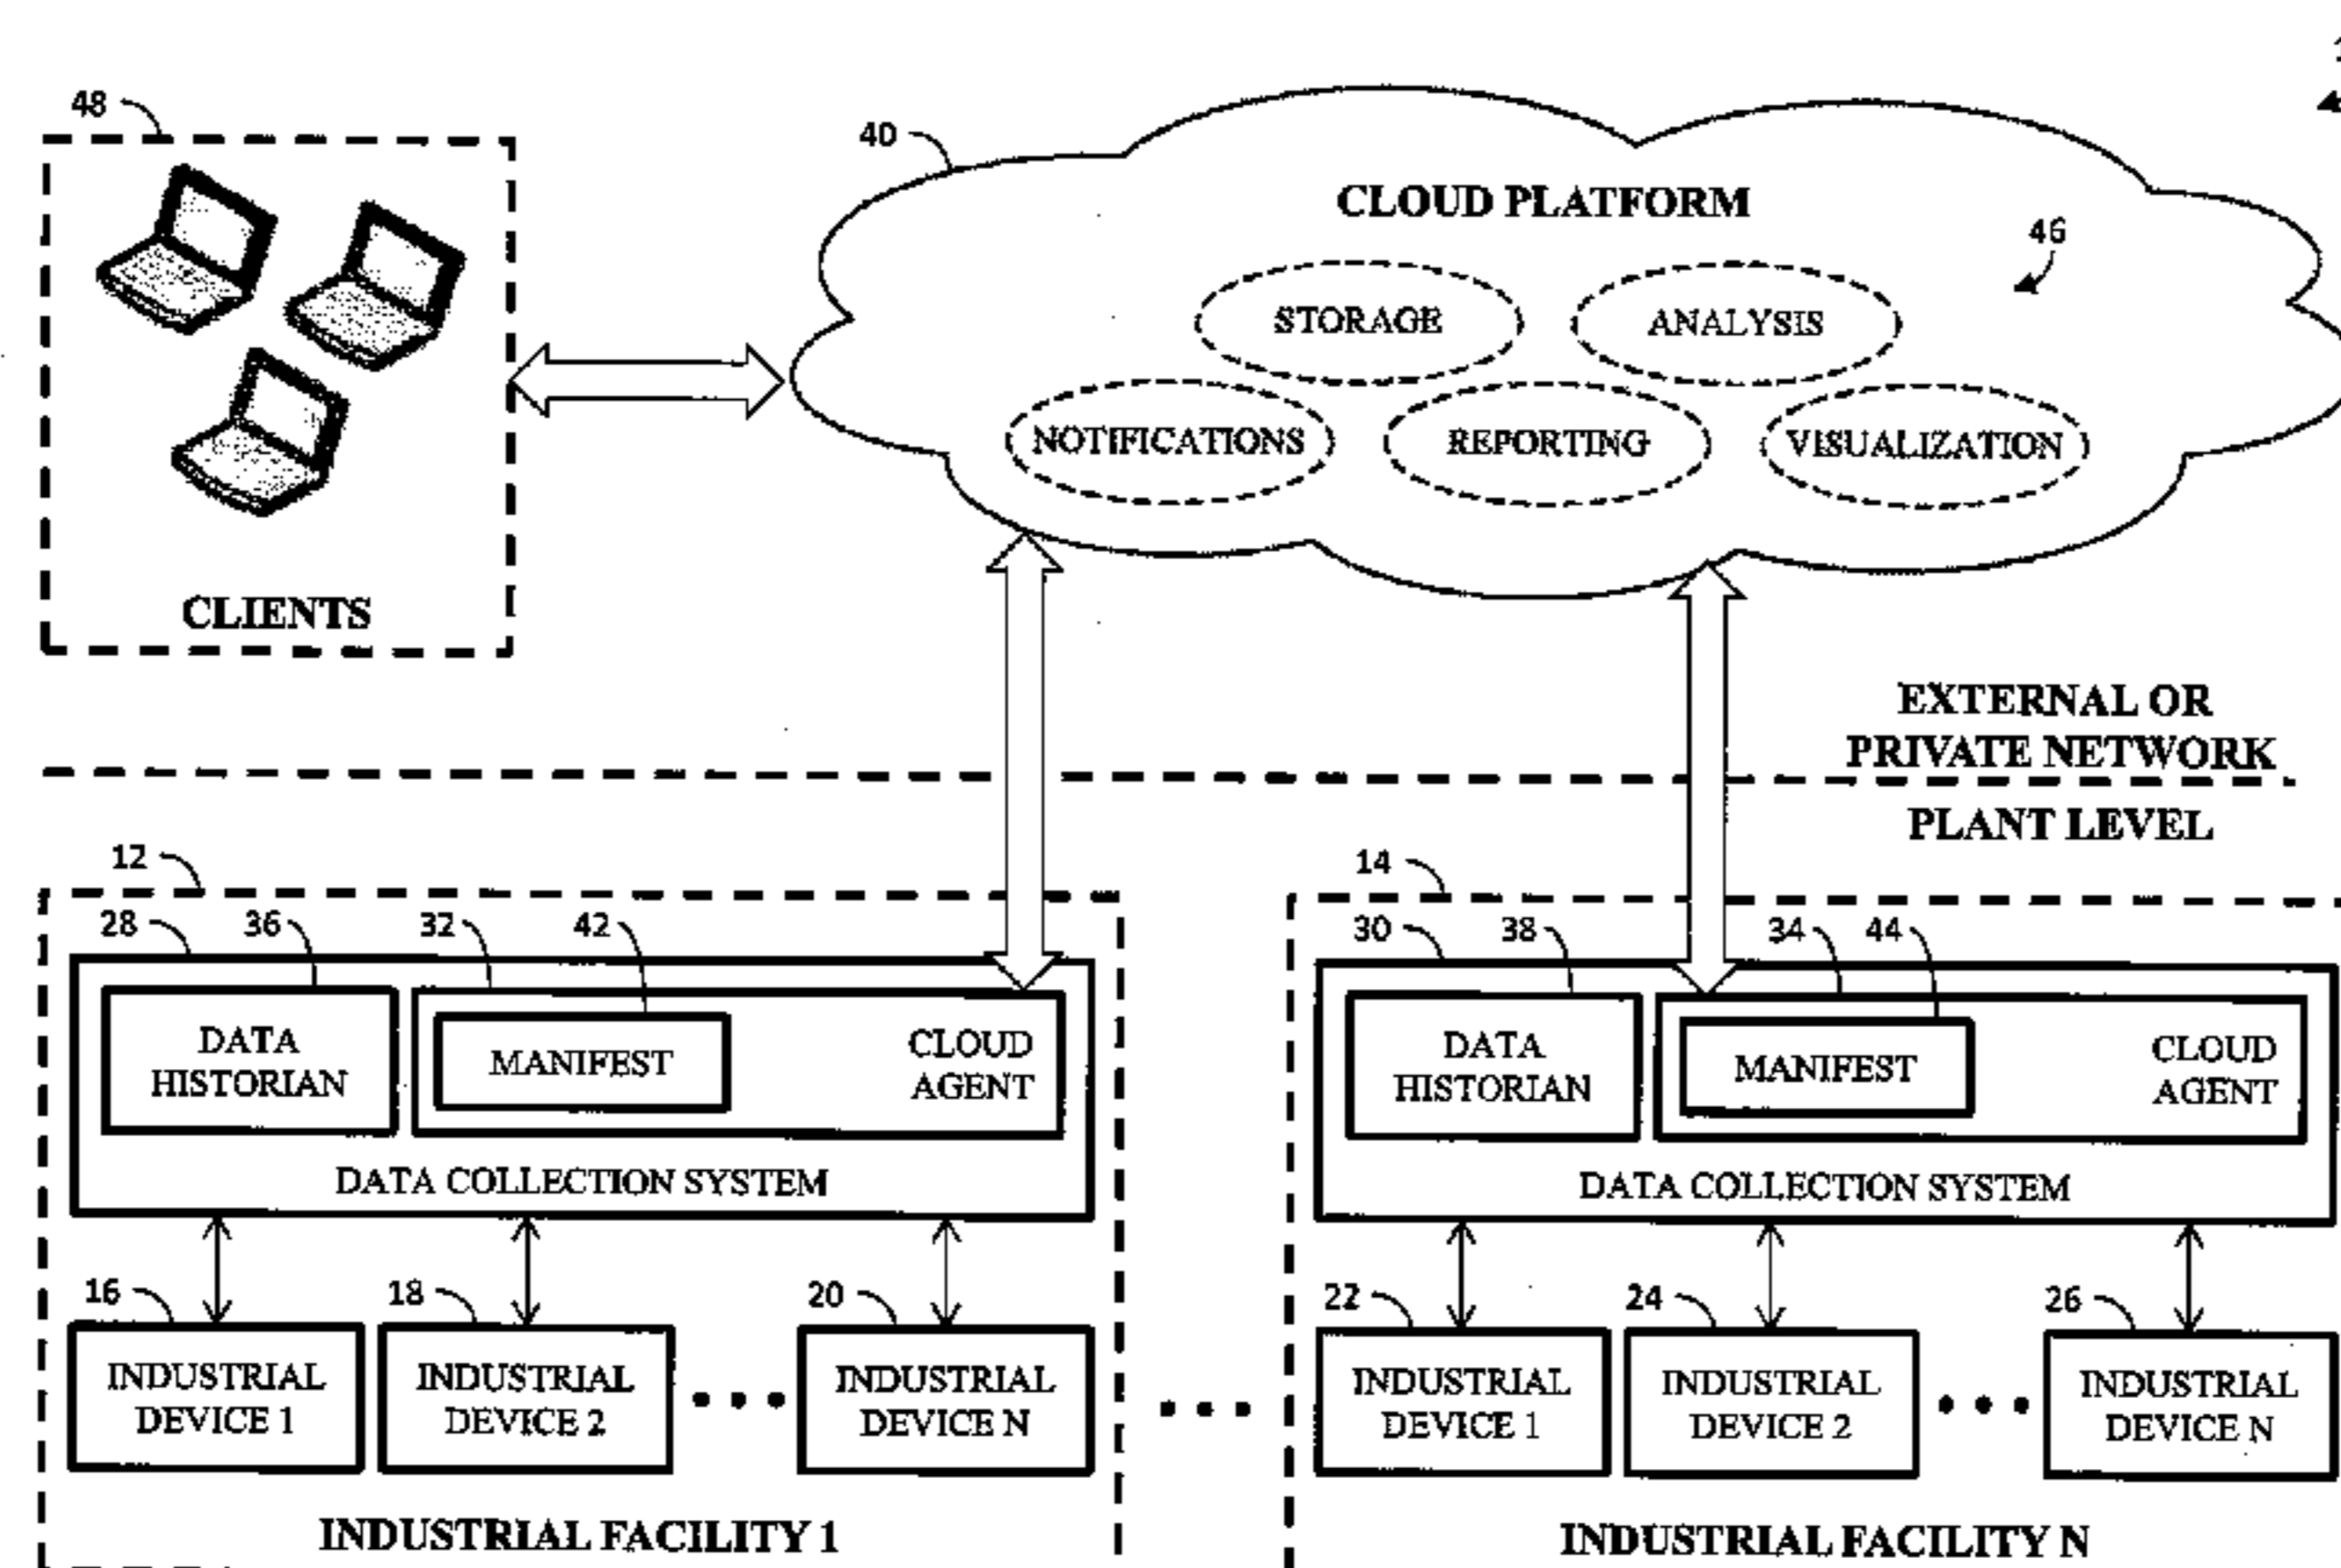 48
40
CLOUD PLATFORM
46
STORAGE
ANALYSIS
NOTIFICATIONS
REPORTING
VISUALIZATION
CLIENTS
EXTERNAL OR
PRIVATE NETWORK
PLANT LEVEL
12
28
36
32
42
DATA
HISTORIAN
MANIFEST
CLOUD
AGENT
DATA COLLECTION SYSTEM
16
18
20
INDUSTRIAL
DEVICE 1
INDUSTRIAL
DEVICE 2
INDUSTRIAL
DEVICE N
INDUSTRIAL FACILITY 1
14
30
38
34
44
DATA
HISTORIAN
MANIFEST
CLOUD
AGENT
DATA COLLECTION SYSTEM
22
24
26
INDUSTRIAL
DEVICE 1
INDUSTRIAL
DEVICE 2
INDUSTRIAL
DEVICE N
INDUSTRIAL FACILITY N